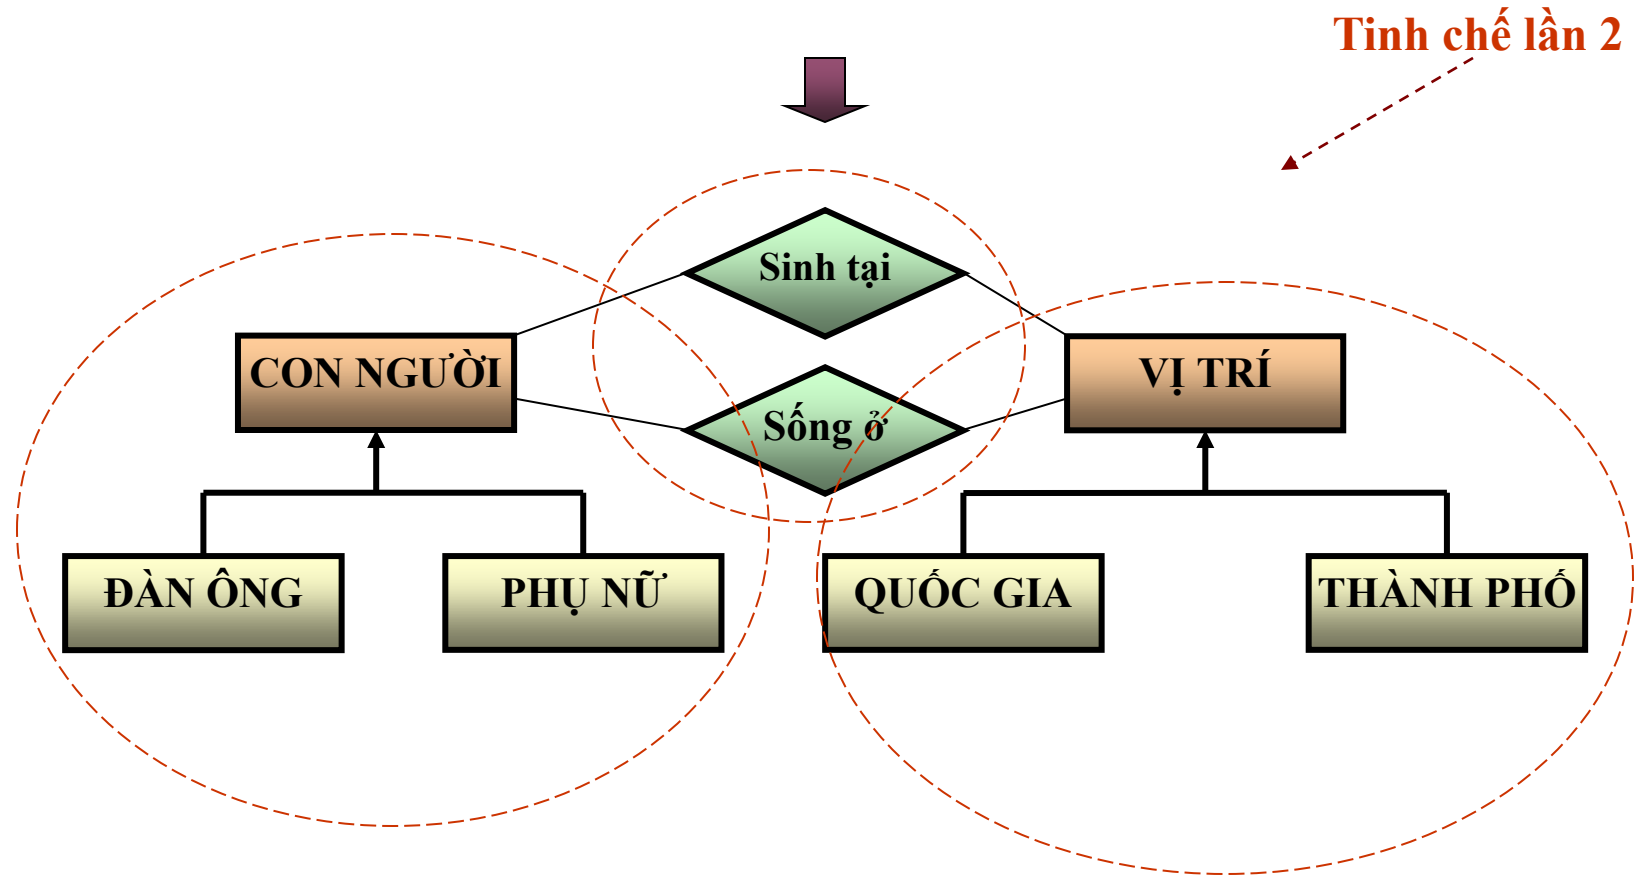 Tinh chế lần 2
Sinh tại
CON NGƯỜI
VỊ TRÍ
Sống ở
ĐÀN ÔNG
PHỤ NỮ
QUỐC GIA
THÀNH PHỐ